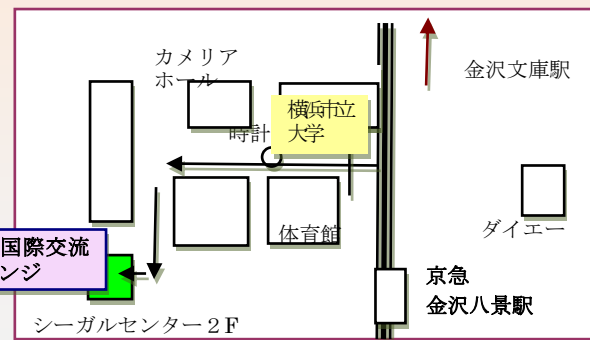 カメリア
ホール
金沢文庫駅
横浜市立
大学
時計
体育館
ダイエー
国際交流
ンジ
京急
金沢八景駅
シーガルセンター２F